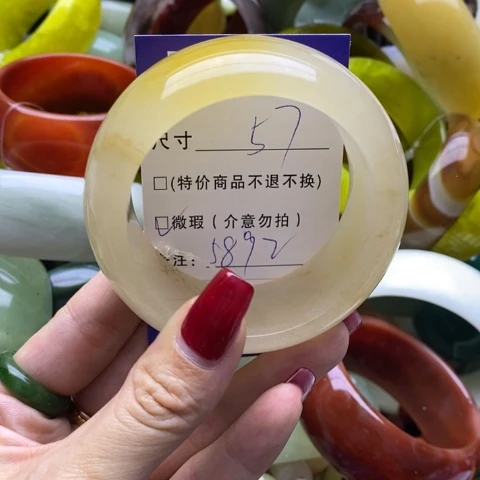 尺寸 57
□(特价商品不退不换)
☑微瑕(介意勿拍)
注: 5892